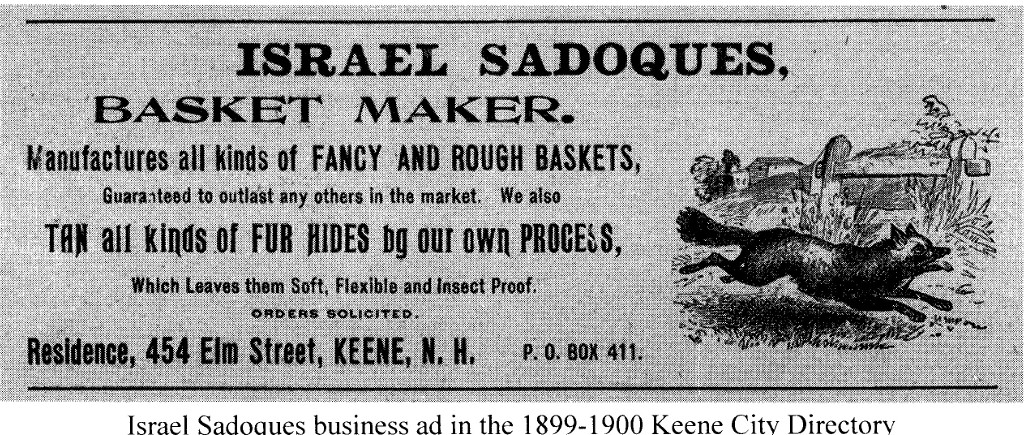 ISRAEL SADOQUES,
BASKET MAKER.
Manufactures all kinds of FANCY AND ROUGH BASKETS,
Guaranteed to outlast any others in the market. We also
TAN all kinds of FUR HIDES by our own PROCESS,
Which Leaves them Soft, Flexible and Insect Proof.
ORDERS SOLICITED.
Residence, 454 Elm Street, KEENE, N. H. P. O. BOX 411.
Israel Sadoques business ad in the 1899-1900 Keene City Directory